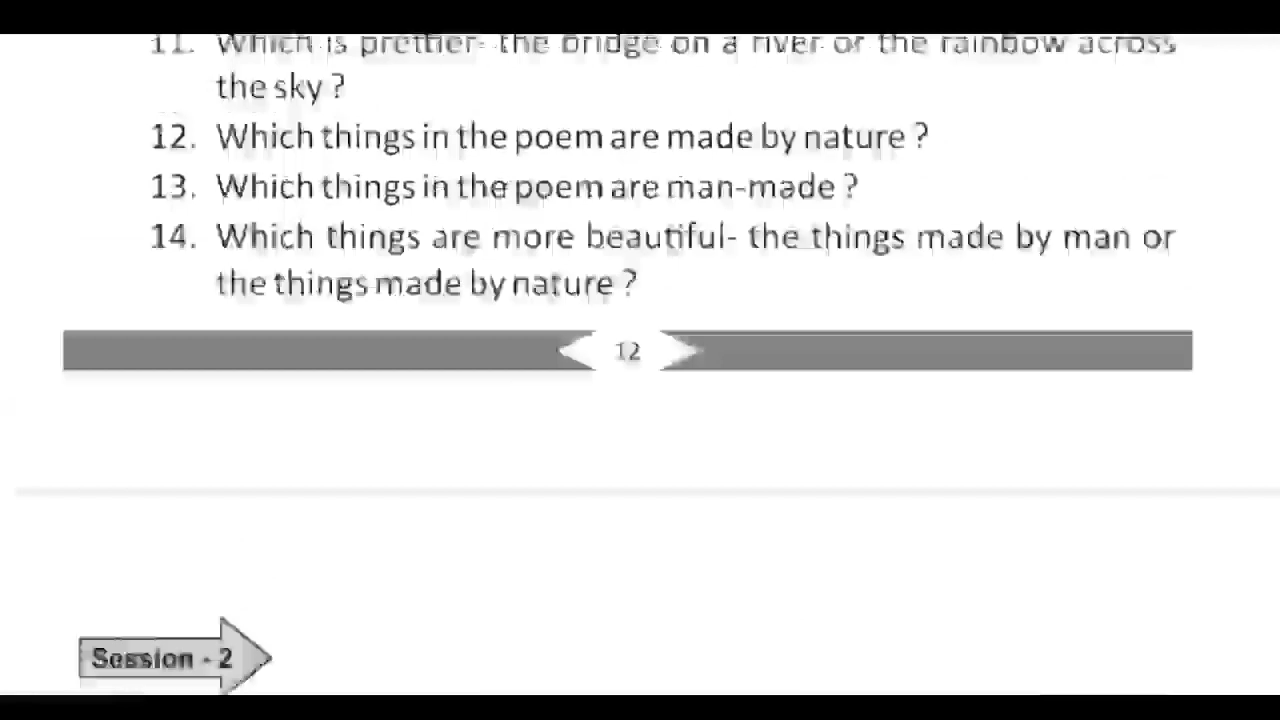 11. Which is prettier- the bridge on a river or the rainbow across
the sky ?
12. Which things in the poem are made by nature ?
13. Which things in the poem are man-made ?
14. Which things are more beautiful- the things made by man or
the things made by nature ?
12
Session - 2